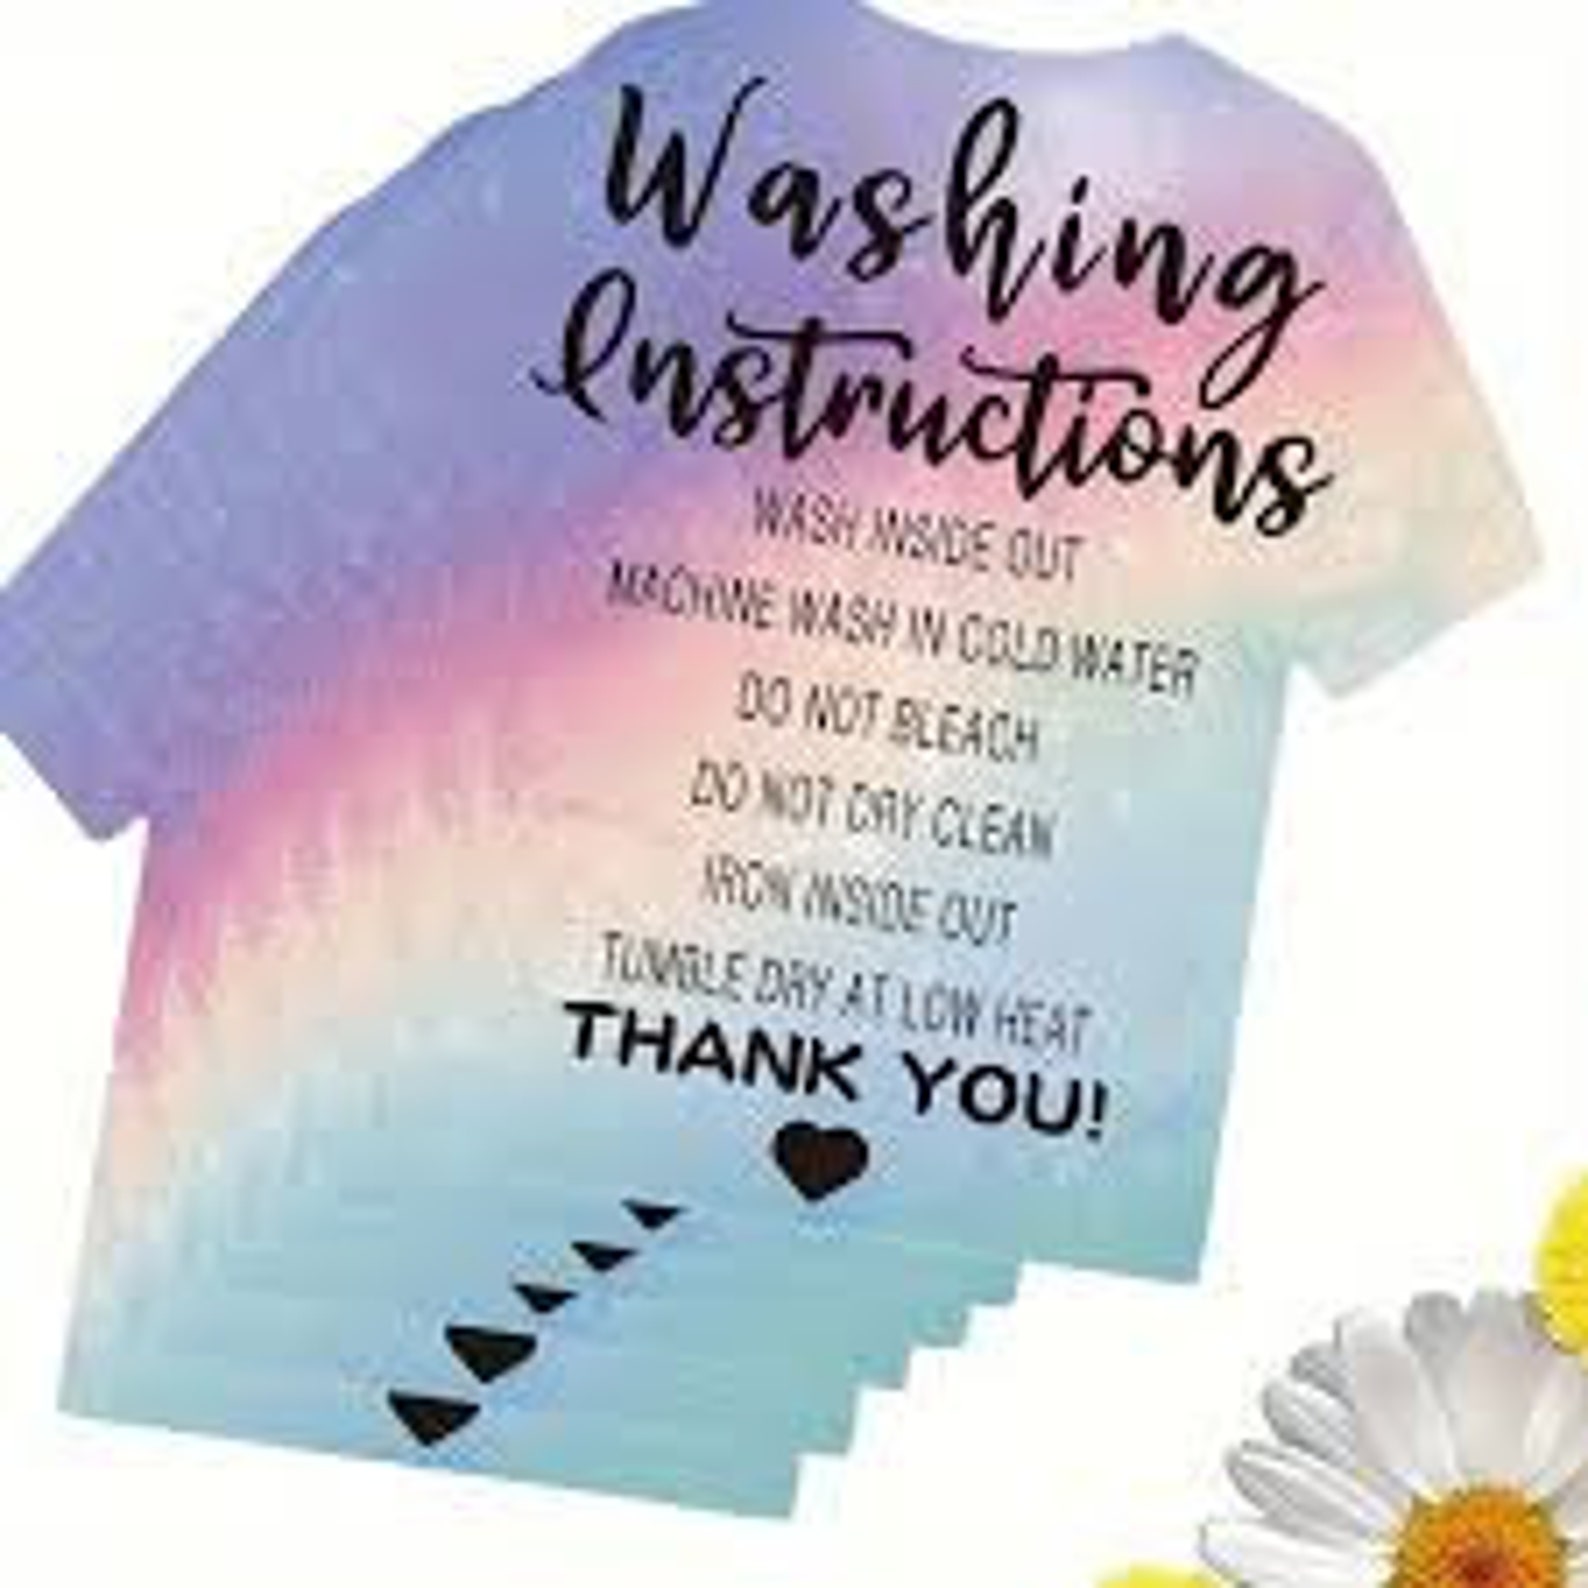 Washing
Instructions
WASH INSIDE OUT
MACHINE WASH IN COLD WATER
DO NOT BLEACH
DO NOT DRY CLEAN
IRON INSIDE OUT
TUMBLE DRY AT LOW HEAT
THANK YOU!